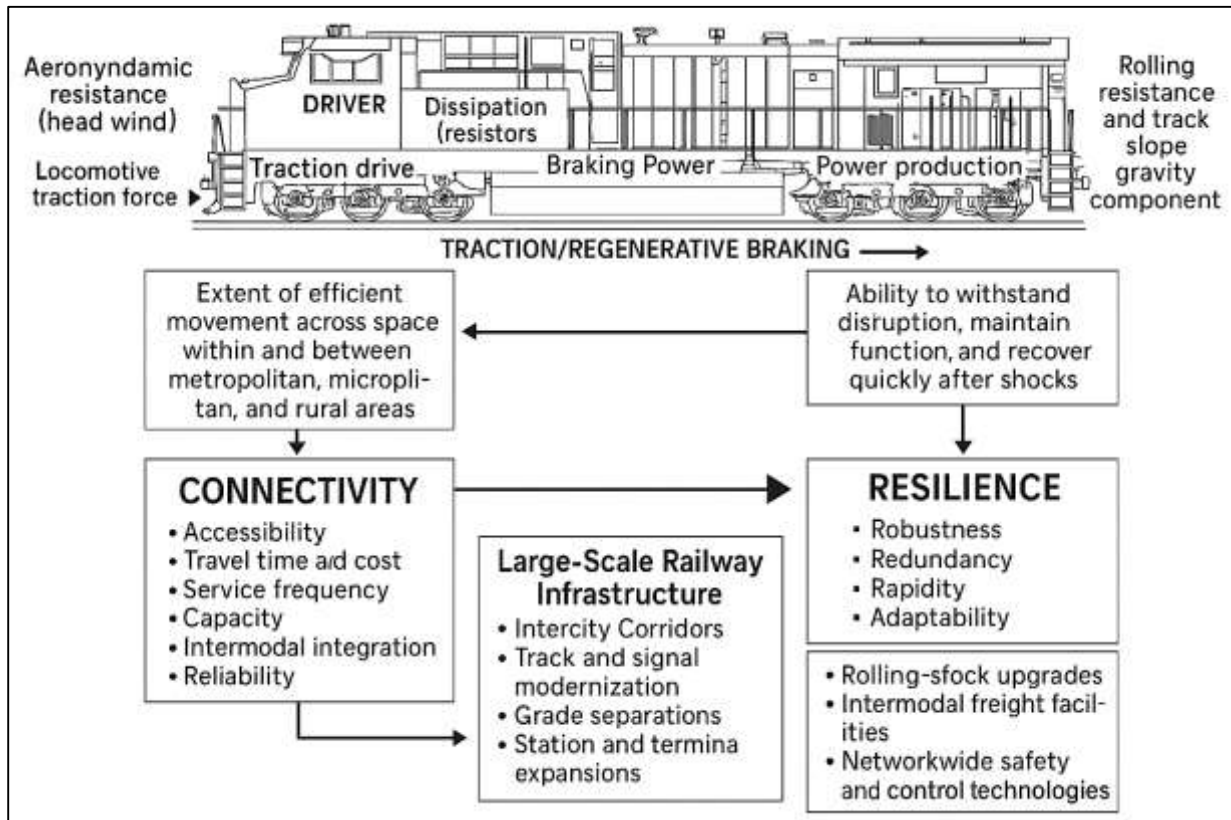 Aeronyndamic
resistance
(head wind)
Locomotive
traction force
DRIVER
Dissipation
(resistors
Traction drive
Braking Power
Power production
Rolling
resistance
and track
slope
gravity
component
TRACTION/REGENERATIVE BRAKING
Extent of efficient
movement across space
within and between
metropolitan, micropli-
tan, and rural areas
Ability to withstand
disruption, maintain
function, and recover
quickly after shocks
CONNECTIVITY
• Accessibility
• Travel time ad cost
• Service frequency
• Capacity
• Intermodal integration
• Reliability
Large-Scale Railway
Infrastructure
• Intercity Corridors
• Track and signal
modernization
• Grade separations
• Station and termina
expansions
RESILIENCE
• Robustness
• Redundancy
• Rapidity
• Adaptability
• Rolling-sfock upgrades
• Intermodal freight facil-
ities
• Networkwide safety
and control technologies